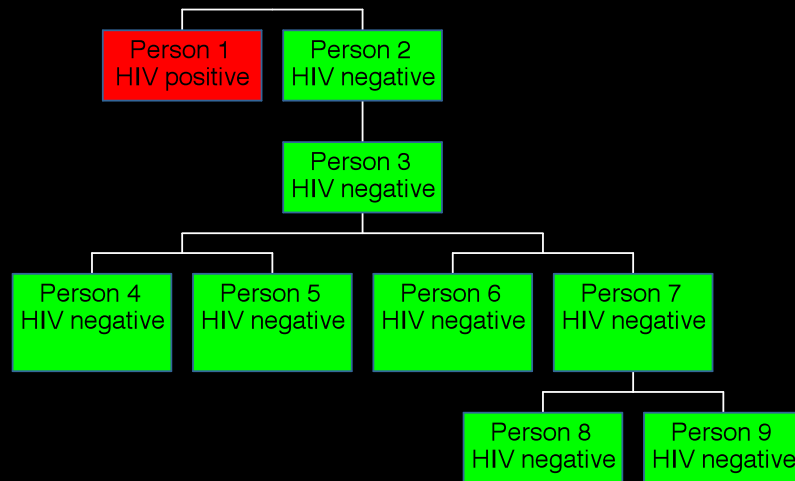 Person 1
HIV positive
Person 2
HIV negative
Person 3
HIV negative
Person 4
HIV negative
Person 5
HIV negative
Person 6
HIV negative
Person 7
HIV negative
Person 8
HIV negative
Person 9
HIV negative